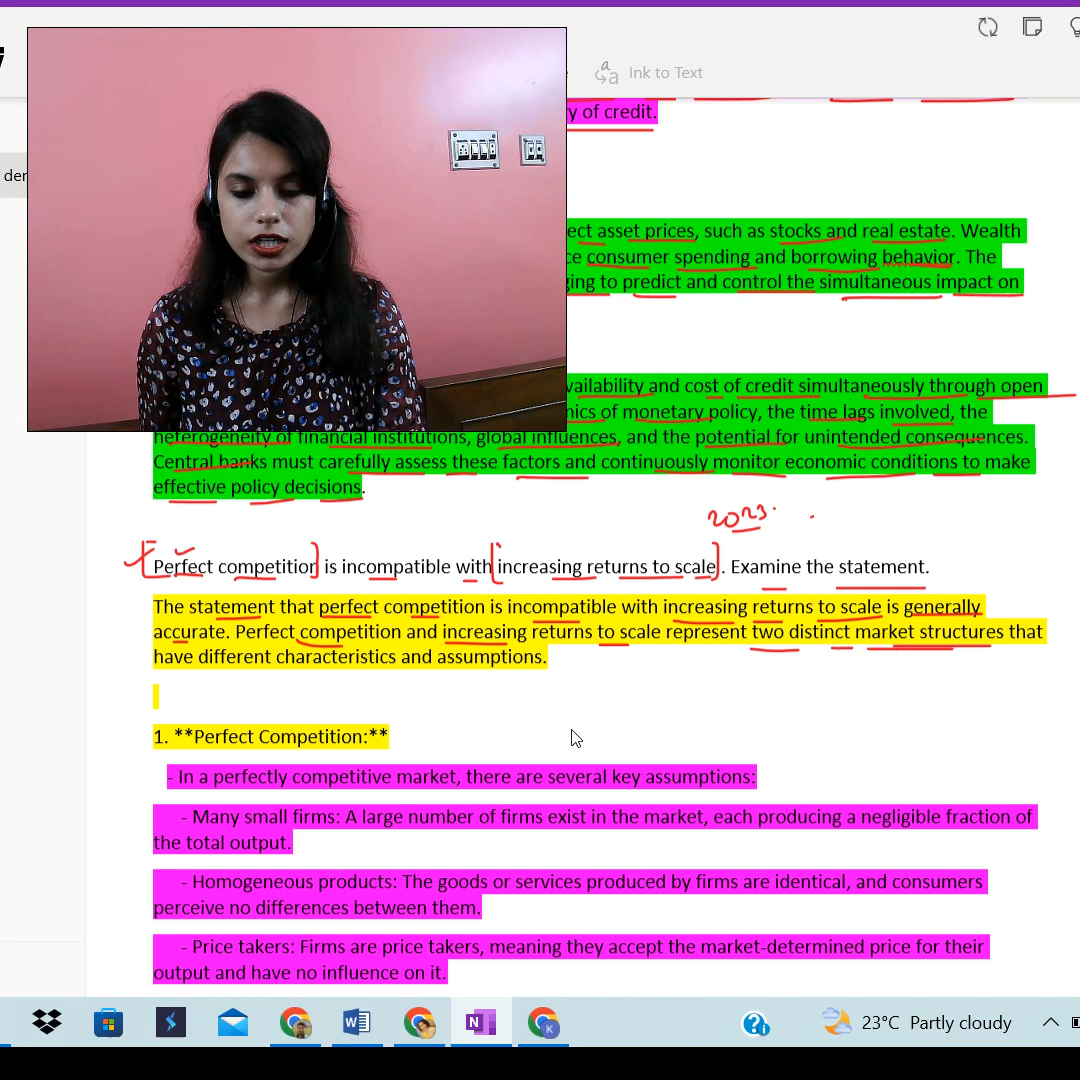 Ink to Text
y of credit.
der
ect asset prices, such as stocks and real estate. Wealth
ce consumer spending and borrowing behavior. The
ging to predict and control the simultaneous impact on
vailability and cost of credit simultaneously through open
mics of monetary policy, the time lags involved, the
heterogeneity of financial institutions, global influences, and the potential for unintended consequences.
Central banks must carefully assess these factors and continuously monitor economic conditions to make
effective policy decisions.
2023.
Perfect competition is incompatible with increasing returns to scale. Examine the statement.
The statement that perfect competition is incompatible with increasing returns to scale is generally
accurate. Perfect competition and increasing returns to scale represent two distinct market structures that
have different characteristics and assumptions.
1. **Perfect Competition:**
- In a perfectly competitive market, there are several key assumptions:
- Many small firms: A large number of firms exist in the market, each producing a negligible fraction of
the total output.
- Homogeneous products: The goods or services produced by firms are identical, and consumers
perceive no differences between them.
- Price takers: Firms are price takers, meaning they accept the market-determined price for their
output and have no influence on it.
23°C Partly cloudy